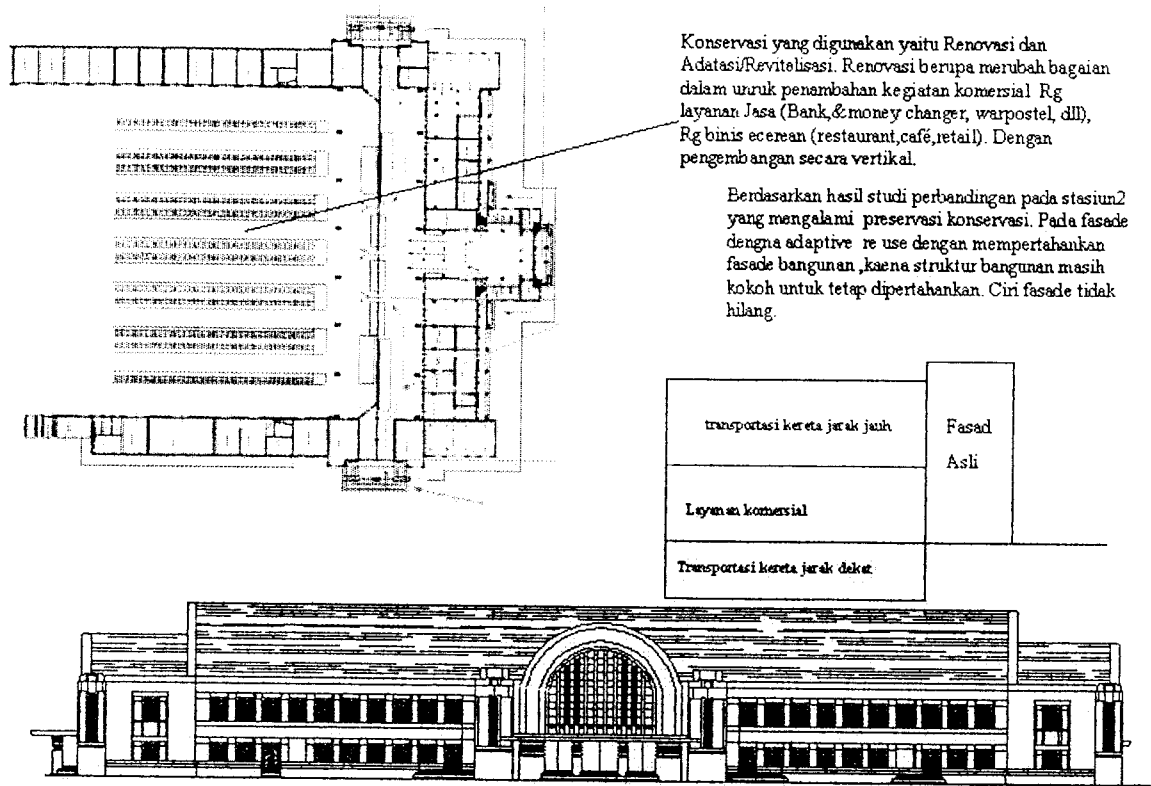 Konservasi yang digunakan yaitu Renovasi dan
Adatasi/Revitelisasi. Renovasi berupa merubah bagaian
dalam unruk penambahan kegiatan komersial Rg
layanan Jasa (Bank,&money changer, warpostel, dll),
Rg binis ecerean (restaurant,café,retail). Dengan
pengembangan secara vertikal.
Berdasarkan hasil studi perbandingan pada stasiun2
yang mengalami preservasi konservasi. Pada fasade
dengna adaptive re use dengan mempertahankan
fasade bangunan ,kaena struktur bangunan masih
kokoh untuk tetap dipertahankan. Ciri fasade tidak
hilang.
transportasi kereta jarak jauh
Fasad
Asli
Layanan komersial
Transportasi kereta jarak dekat